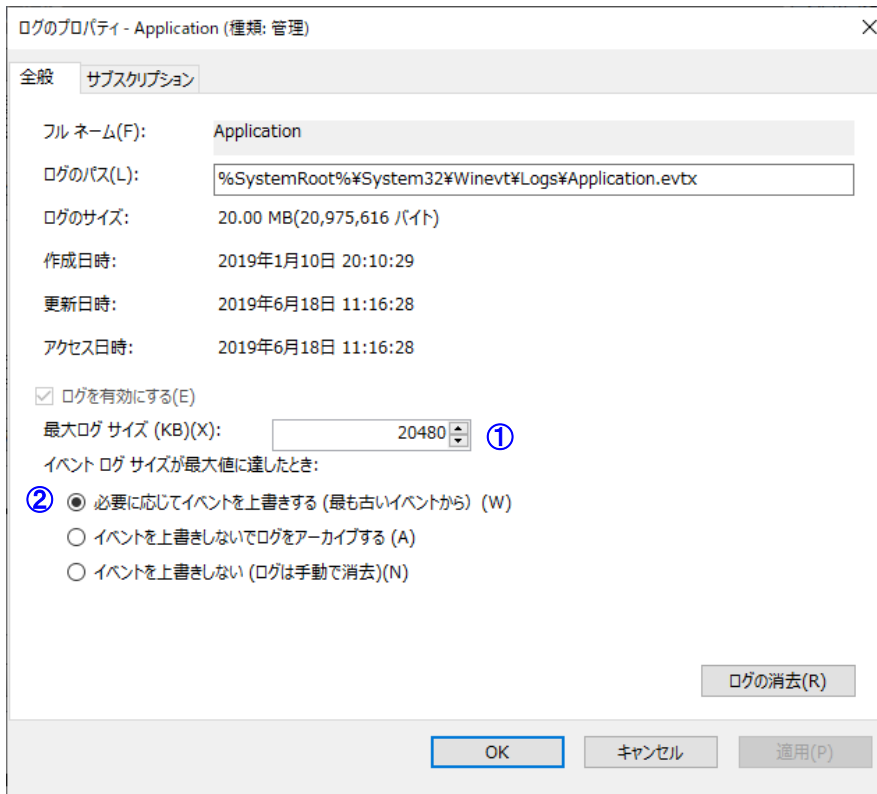 ログのプロパティ - Application (種類: 管理)
全般 サブスクリプション
フル ネーム(F): Application
ログのパス(L): %SystemRoot%¥System32¥Winevt¥Logs¥Application.evtx
ログのサイズ: 20.00 MB(20,975,616 バイト)
作成日時: 2019年1月10日 20:10:29
更新日時: 2019年6月18日 11:16:28
アクセス日時: 2019年6月18日 11:16:28
ログを有効にする(E)
最大ログ サイズ (KB)(X): 20480 ①
イベント ログ サイズが最大値に達したとき:
② 必要に応じてイベントを上書きする (最も古いイベントから) (W)
イベントを上書きしないでログをアーカイブする (A)
イベントを上書きしない (ログは手動で消去)(N)
ログの消去(R)
OK キャンセル 適用(P)